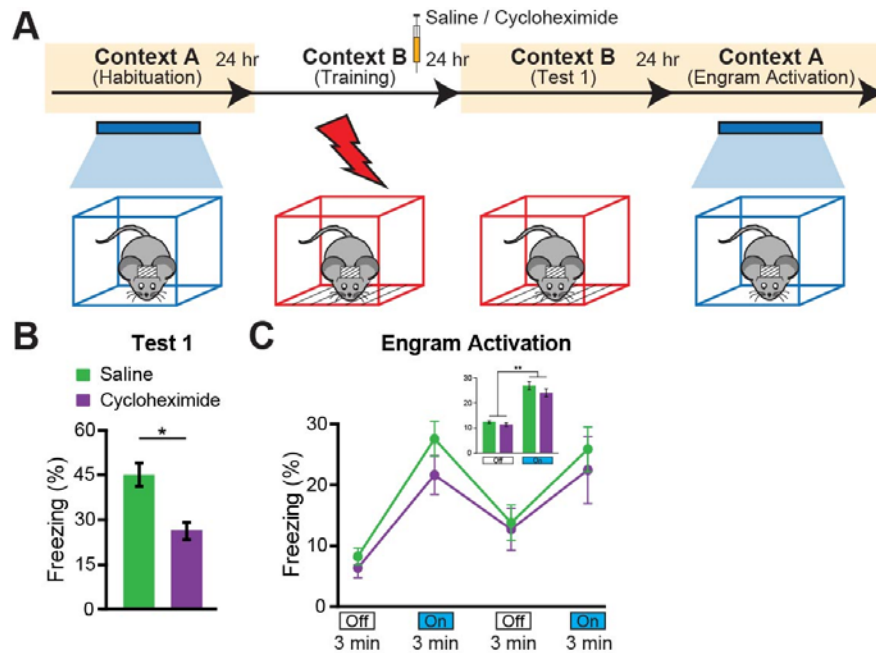 A
Saline / Cycloheximide
Context A 24 hr Context B 24 hr Context B 24 hr Context A
(Habituation) (Training) (Test 1) (Engram Activation)
B Test 1
Saline
Cycloheximide
*
60
45
30
15
0
Freezing (%)
C Engram Activation
30
20
10
0
Freezing (%)
**
30
20
10
0
Off On
Off On Off On
3 min 3 min 3 min 3 min